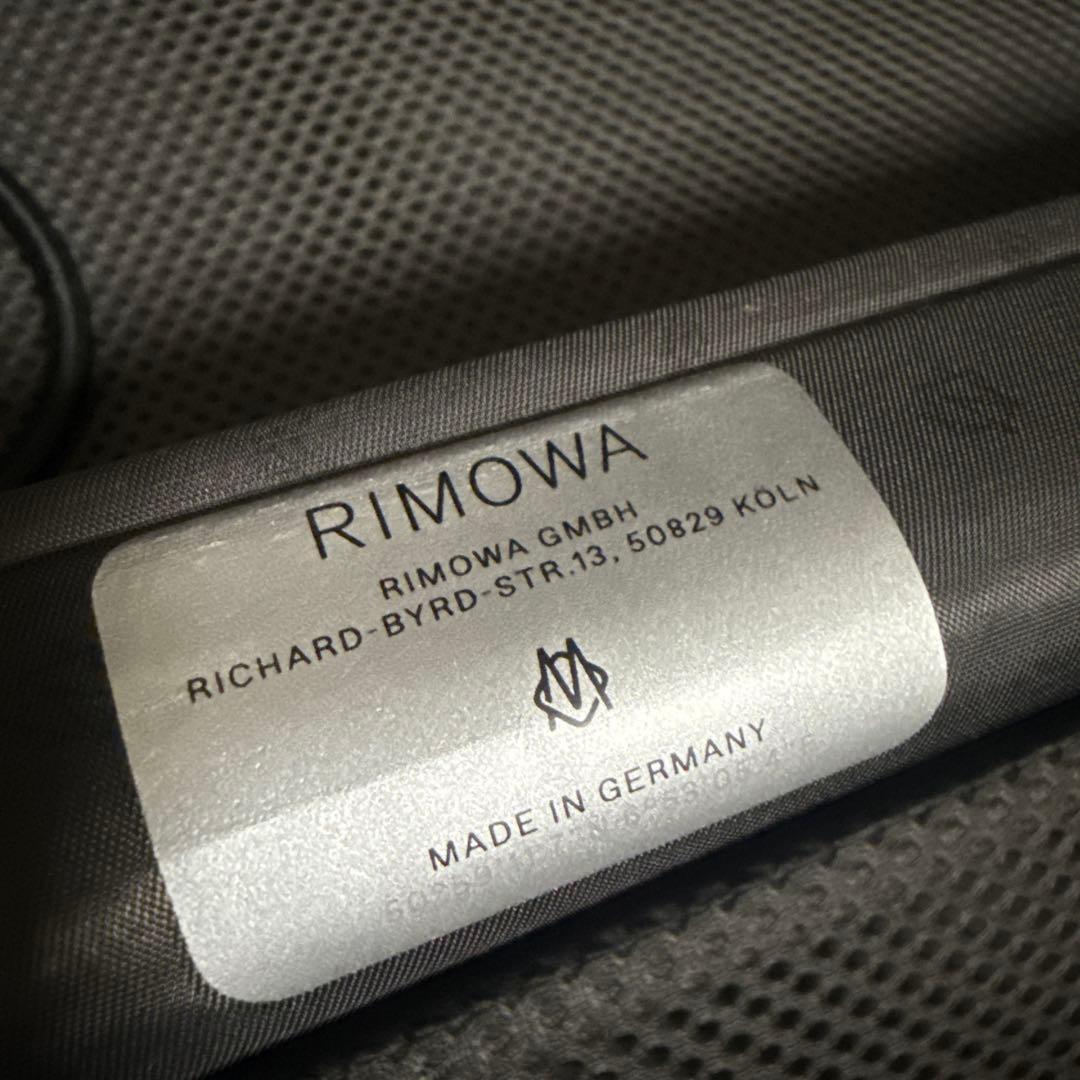 RIMOWA
RIMOWA GMBH
RICHARD-BYRD-STR.13, 50829 KÖLN
MADE IN GERMANY